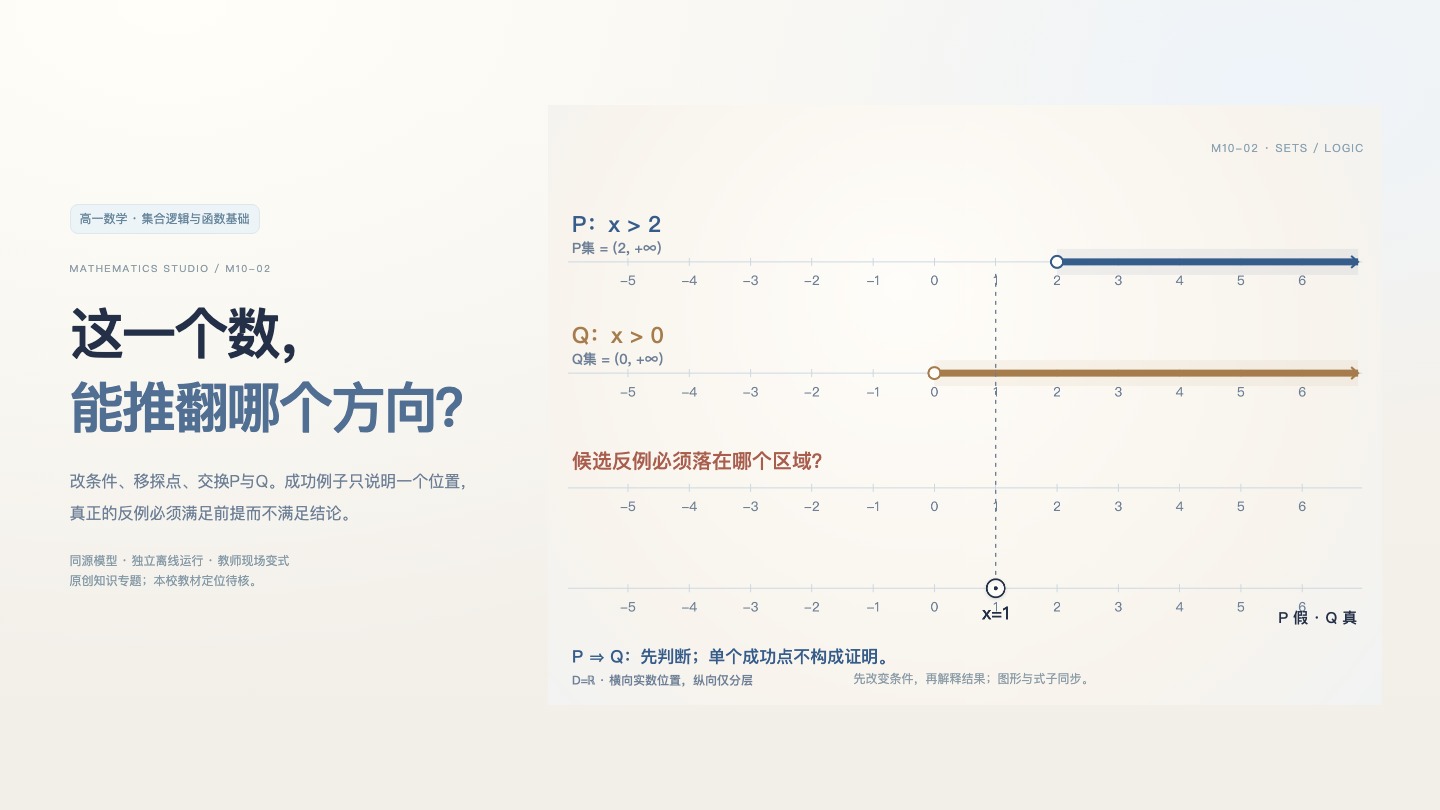 高一数学 · 集合逻辑与函数基础
MATHEMATICS STUDIO / M10-02
这一个数，
能推翻哪个方向？
改条件、移探点、交换P与Q。成功例子只说明一个位置，
真正的反例必须满足前提而不满足结论。
同源模型 · 独立离线运行 · 教师现场变式
原创知识专题；本校教材定位待核。
M10-02 · SETS / LOGIC
P：x > 2
P集 = (2, +∞)
−5 −4 −3 −2 −1 0 1 2 3 4 5 6
Q：x > 0
Q集 = (0, +∞)
−5 −4 −3 −2 −1 0 1 2 3 4 5 6
候选反例必须落在哪个区域？
−5 −4 −3 −2 −1 0 1 2 3 4 5 6
−5 −4 −3 −2 −1 0 1 2 3 4 5 6
x=1
P 假 · Q 真
P ⇒ Q：先判断；单个成功点不构成证明。
D=ℝ · 横向实数位置，纵向仅分层
先改变条件，再解释结果；图形与式子同步。